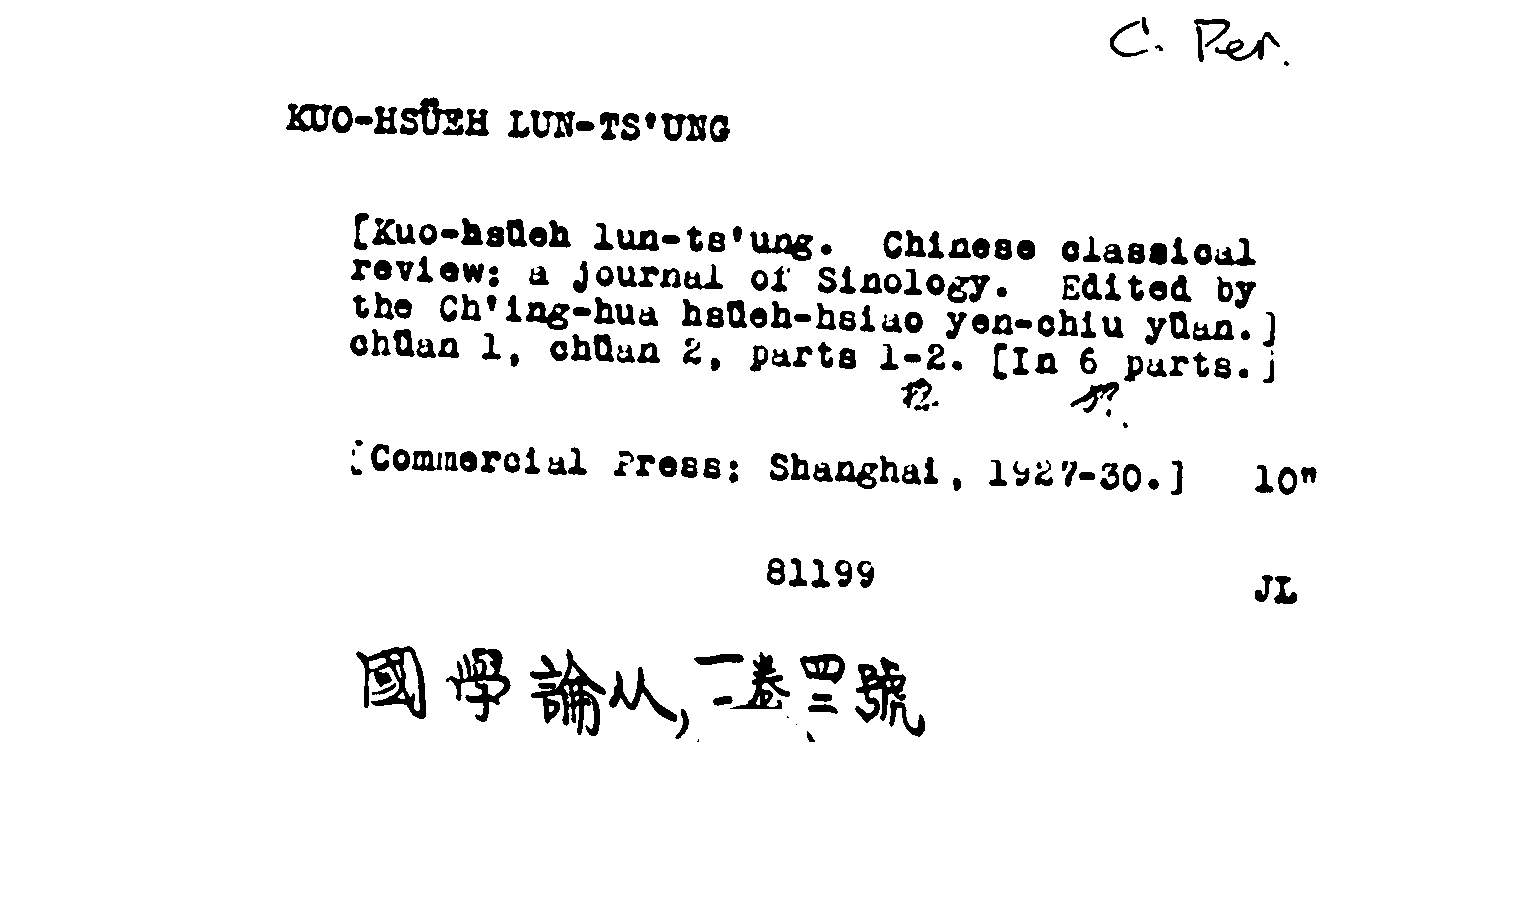 C. Per.
KUO-HSÜEH LUN-TS'UNG
[Kuo-hsüeh lun-ts'ung. Chinese classical
review: a journal of Sinology. Edited by
the Ch'ing-hua hsüeh-hsiao yen-chiu yüan.]
chüan 1, chüan 2, parts 1-2. [In 6 parts.]
[Commercial Press: Shanghai, 1927-30.] 10"
81199
JL
國學論从, 一二卷四二號